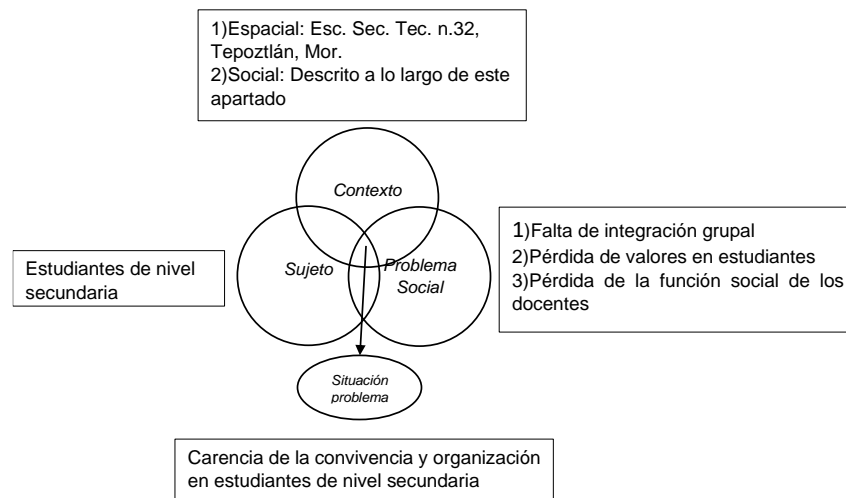 1)Espacial: Esc. Sec. Tec. n.32,
Tepoztlán, Mor.
2)Social: Descrito a lo largo de este
apartado
Contexto
Sujeto
Problema
Social
Estudiantes de nivel
secundaria
1)Falta de integración grupal
2)Pérdida de valores en estudiantes
3)Pérdida de la función social de los
docentes
Situación
problema
Carencia de la convivencia y organización
en estudiantes de nivel secundaria